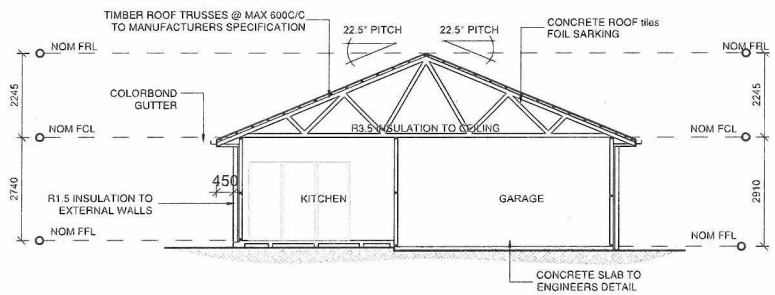 TIMBER ROOF TRUSSES @ MAX 600C/C
TO MANUFACTURERS SPECIFICATION
22.5° PITCH
22.5° PITCH
CONCRETE ROOF tiles
FOIL SARKING
NOM FRL
NOM FRL
2245
2245
COLORBOND
GUTTER
NOM FCL
NOM FCL
R3.5 INSULATION TO CEILING
2740
2910
450
R1.5 INSULATION TO
EXTERNAL WALLS
KITCHEN
GARAGE
NOM FFL
NOM FFL
CONCRETE SLAB TO
ENGINEERS DETAIL